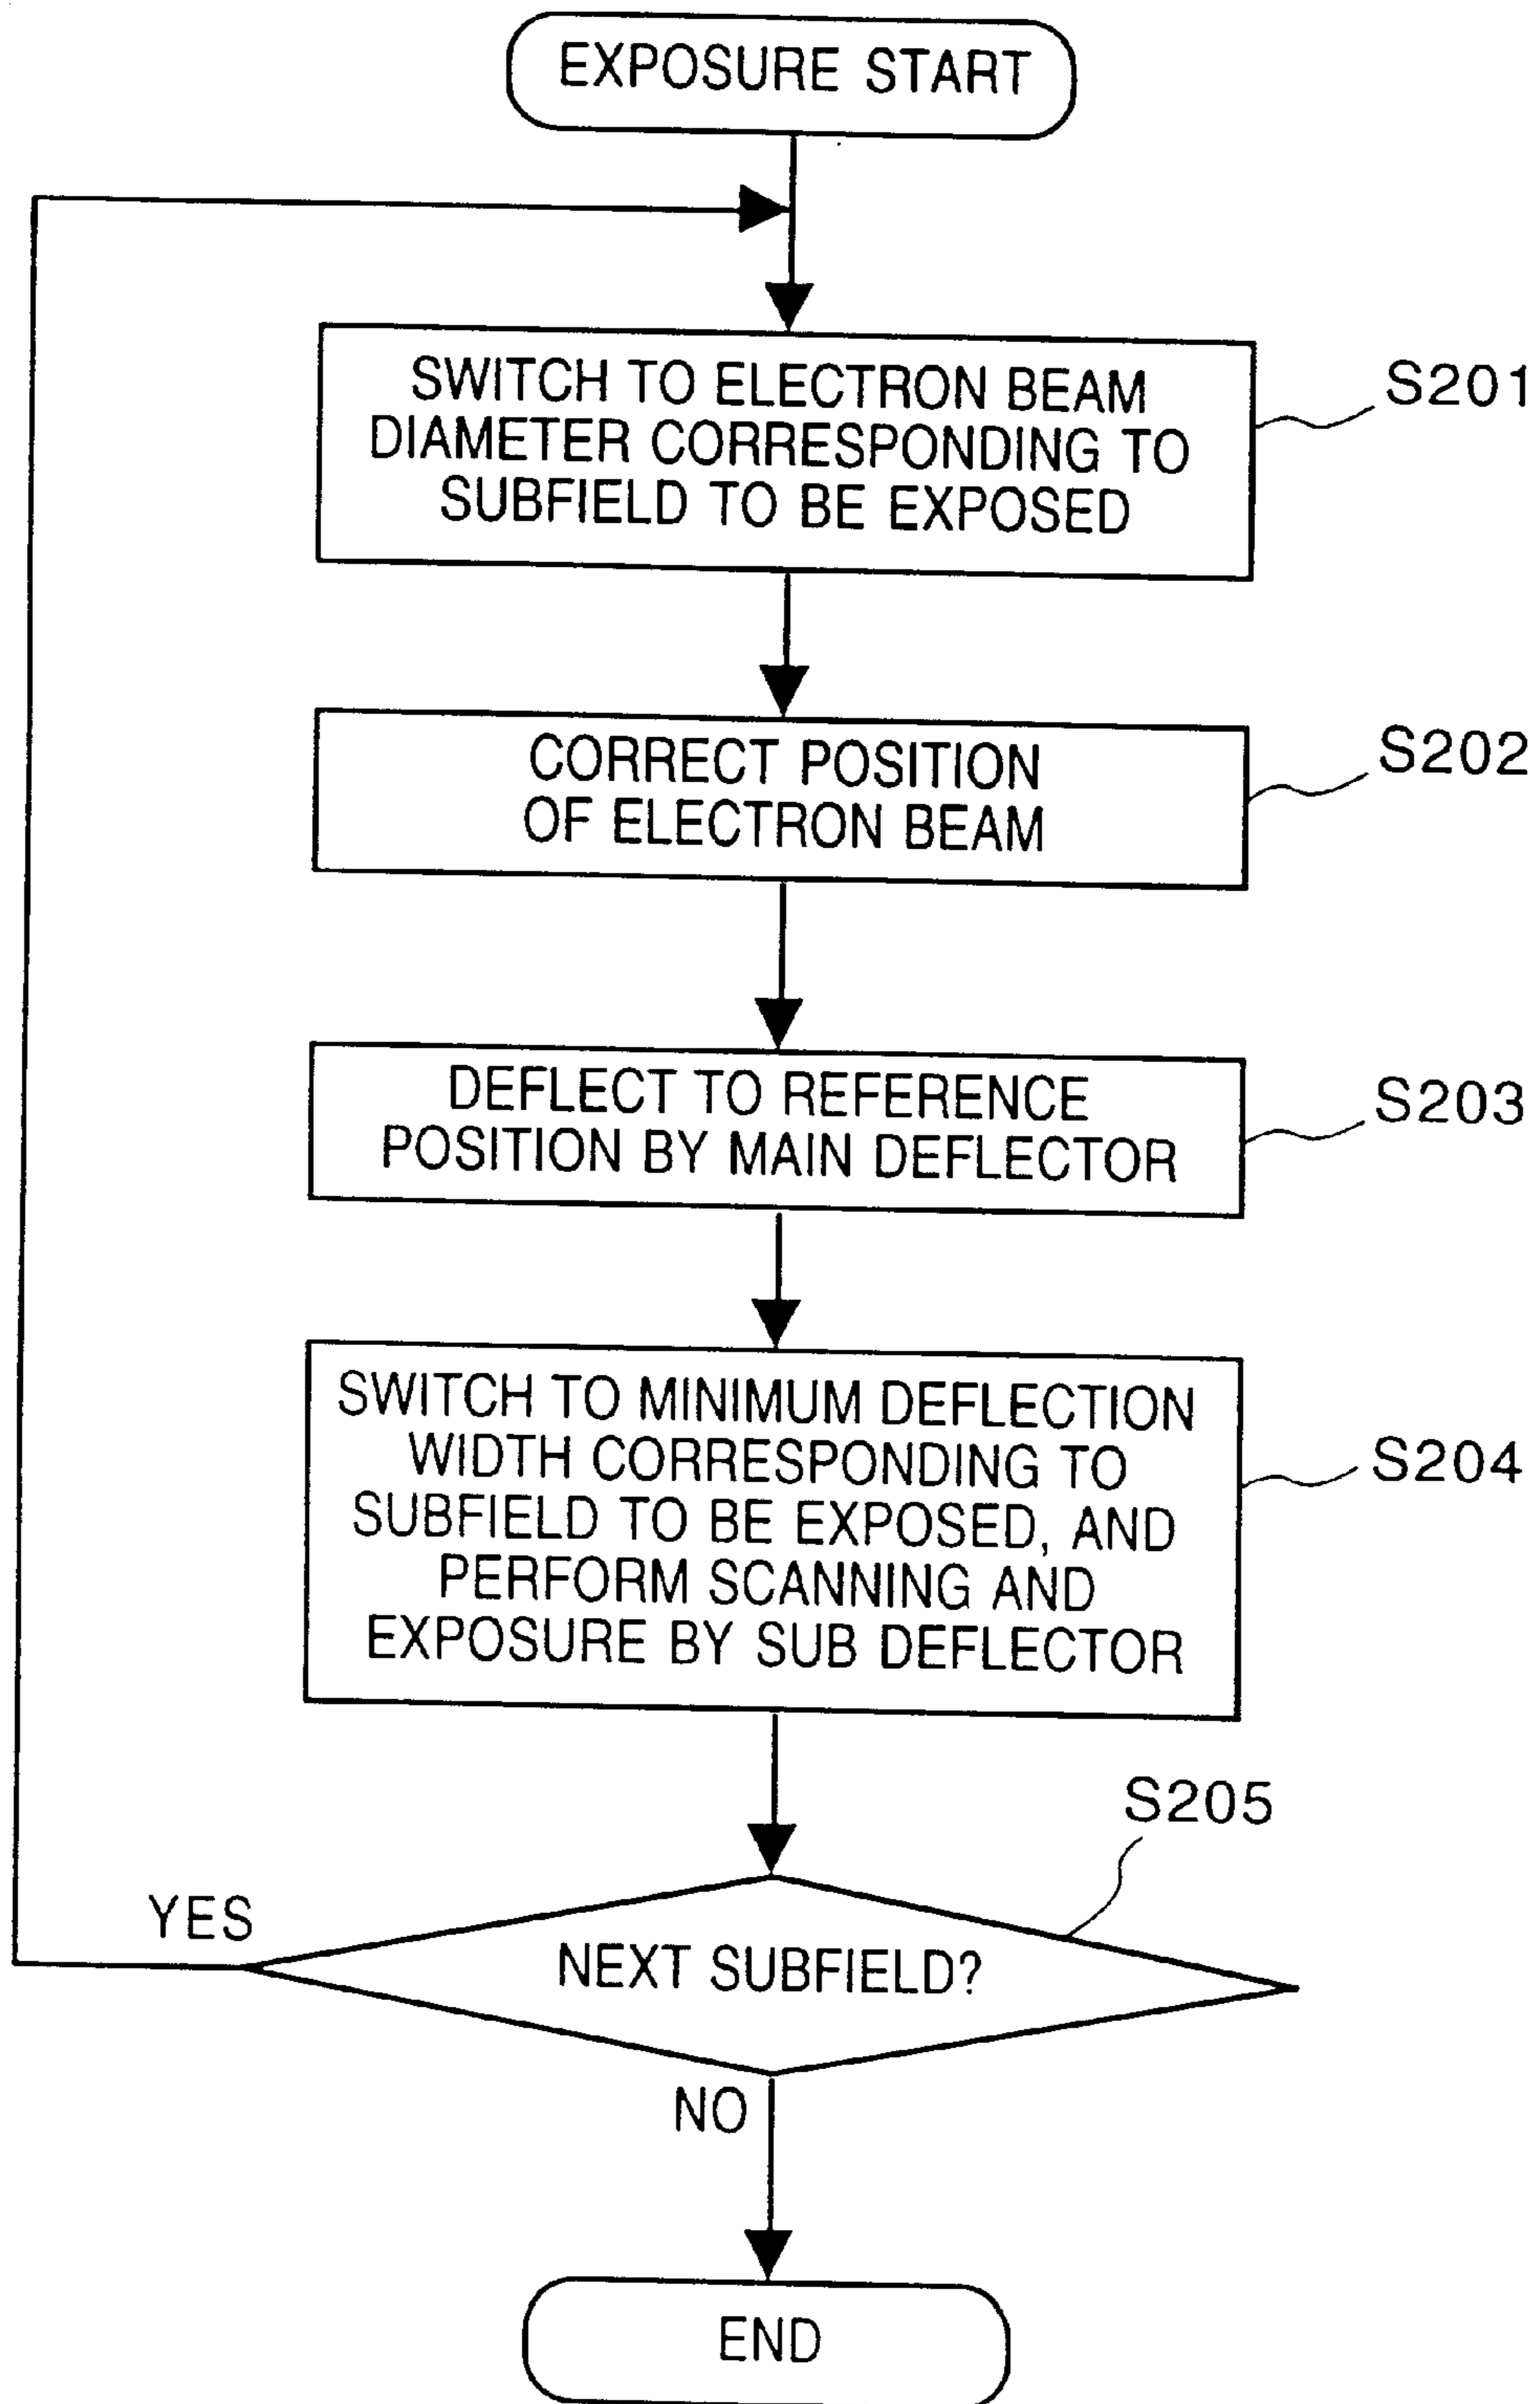 EXPOSURE START
SWITCH TO ELECTRON BEAM
DIAMETER CORRESPONDING TO
SUBFIELD TO BE EXPOSED
S201
CORRECT POSITION
OF ELECTRON BEAM
S202
DEFLECT TO REFERENCE
POSITION BY MAIN DEFLECTOR
S203
SWITCH TO MINIMUM DEFLECTION
WIDTH CORRESPONDING TO
SUBFIELD TO BE EXPOSED, AND
PERFORM SCANNING AND
EXPOSURE BY SUB DEFLECTOR
S204
S205
YES
NEXT SUBFIELD?
NO
END